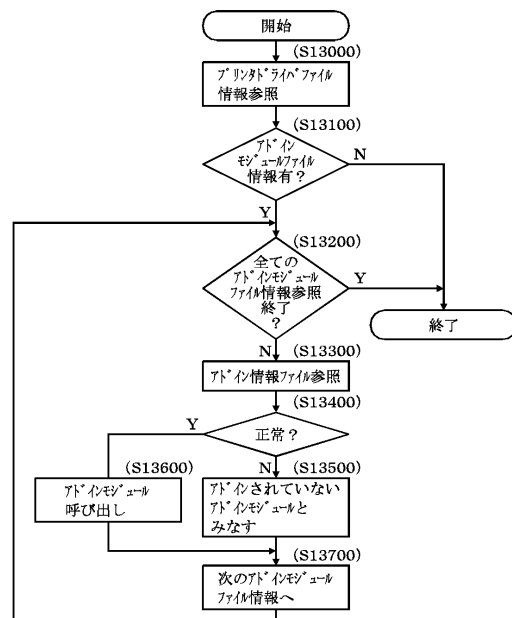 開始
(S13000)
ﾌﾟﾘﾝﾀﾄﾞﾗｲﾊﾞﾌｧｲﾙ
情報参照
(S13100)
ｱﾄﾞｲﾝ
ﾓｼﾞｭｰﾙﾌｧｲﾙ
情報有？
N
Y
(S13200)
全ての
ｱﾄﾞｲﾝﾓｼﾞｭｰﾙ
ﾌｧｲﾙ情報参照
終了
？
Y
終了
N
(S13300)
ｱﾄﾞｲﾝ情報ﾌｧｲﾙ参照
(S13400)
正常？
Y
(S13600)
N
(S13500)
ｱﾄﾞｲﾝﾓｼﾞｭｰﾙ
呼び出し
ｱﾄﾞｲﾝされていない
ｱﾄﾞｲﾝﾓｼﾞｭｰﾙと
みなす
(S13700)
次のｱﾄﾞｲﾝﾓｼﾞｭｰﾙ
ﾌｧｲﾙ情報へ